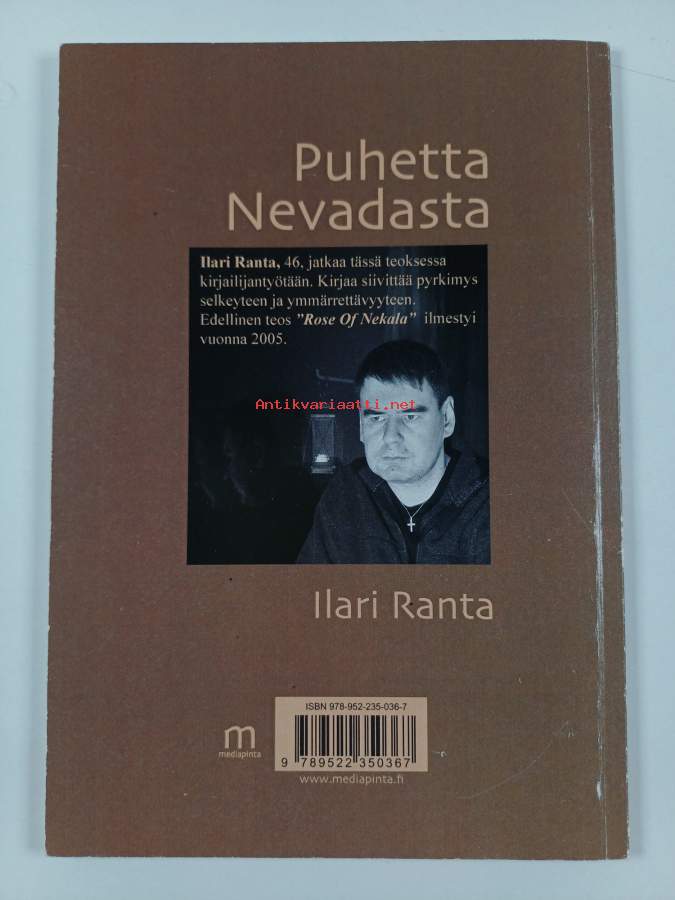 Puhetta
Nevadasta
Ilari Ranta, 46, jatkaa tässä teoksessa
kirjailijantyötään. Kirjaa siivittää pyrkimys
selkeyteen ja ymmärrettävyyteen.
Edellinen teos "Rose Of Nekala" ilmestyi
vuonna 2005.
Antikvariaatti.net
Ilari Ranta
ISBN 978-952-235-036-7
m
mediapinta
9 789522 350367
www.mediapinta.fi